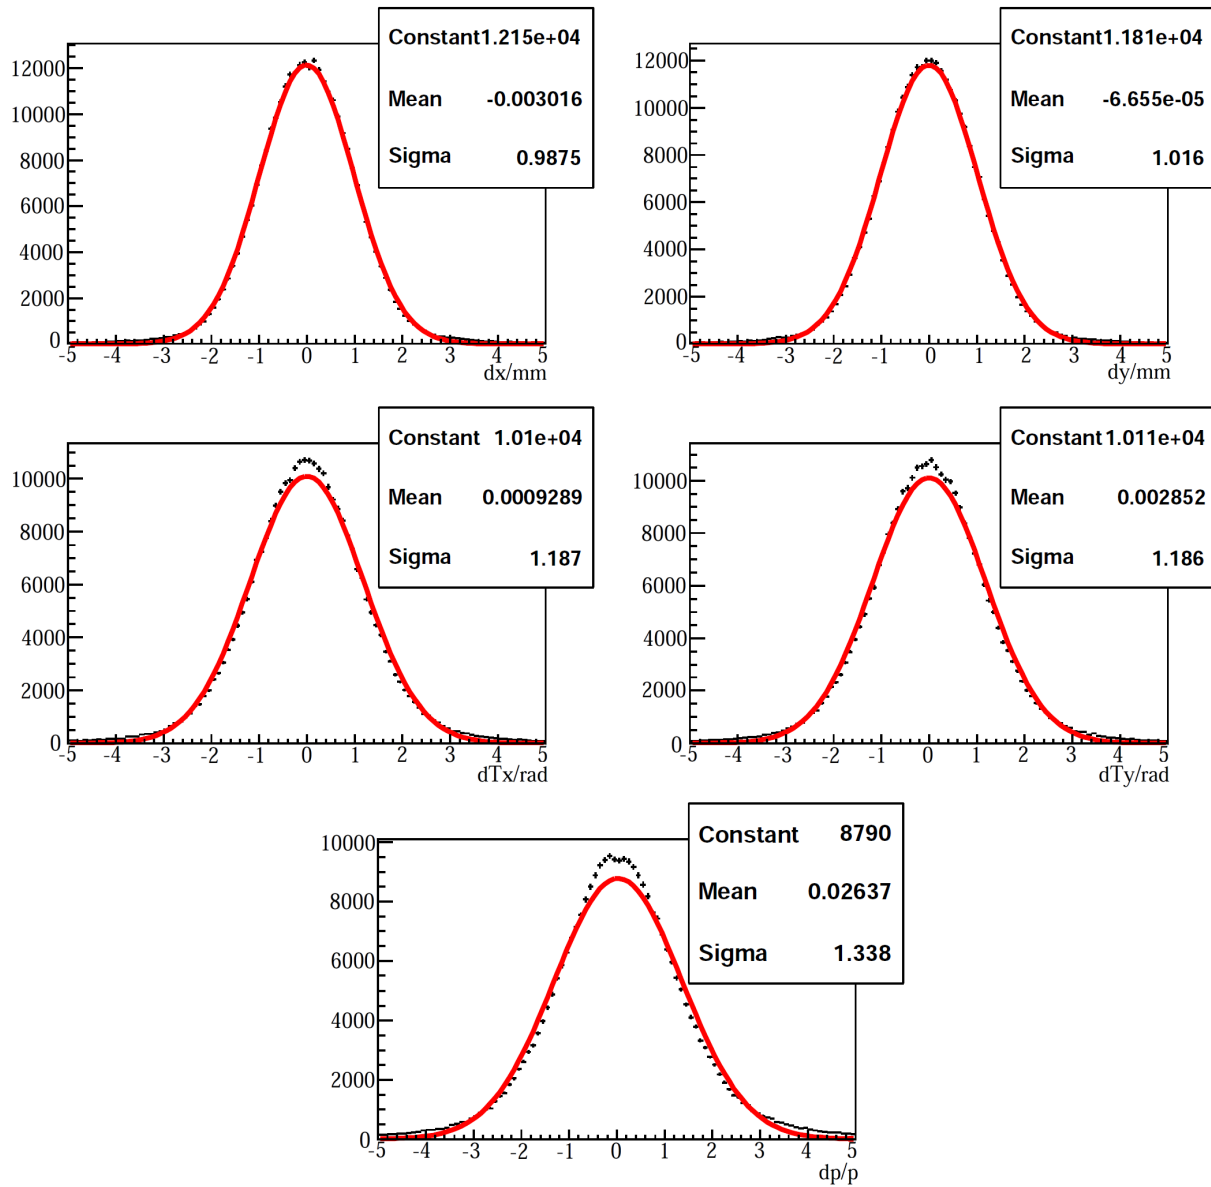 Constant 1.215e+04
Mean -0.003016
Sigma 0.9875
12000
10000
8000
6000
4000
2000
0
-5 -4 -3 -2 -1 0 1 2 3 4 5
dx/mm
Constant 1.181e+04
Mean -6.655e-05
Sigma 1.016
12000
10000
8000
6000
4000
2000
0
-5 -4 -3 -2 -1 0 1 2 3 4 5
dy/mm
Constant 1.01e+04
Mean 0.0009289
Sigma 1.187
10000
8000
6000
4000
2000
0
-5 -4 -3 -2 -1 0 1 2 3 4 5
dTx/rad
Constant 1.011e+04
Mean 0.002852
Sigma 1.186
10000
8000
6000
4000
2000
0
-5 -4 -3 -2 -1 0 1 2 3 4 5
dTy/rad
Constant 8790
Mean 0.02637
Sigma 1.338
10000
8000
6000
4000
2000
0
-5 -4 -3 -2 -1 0 1 2 3 4 5
dp/p